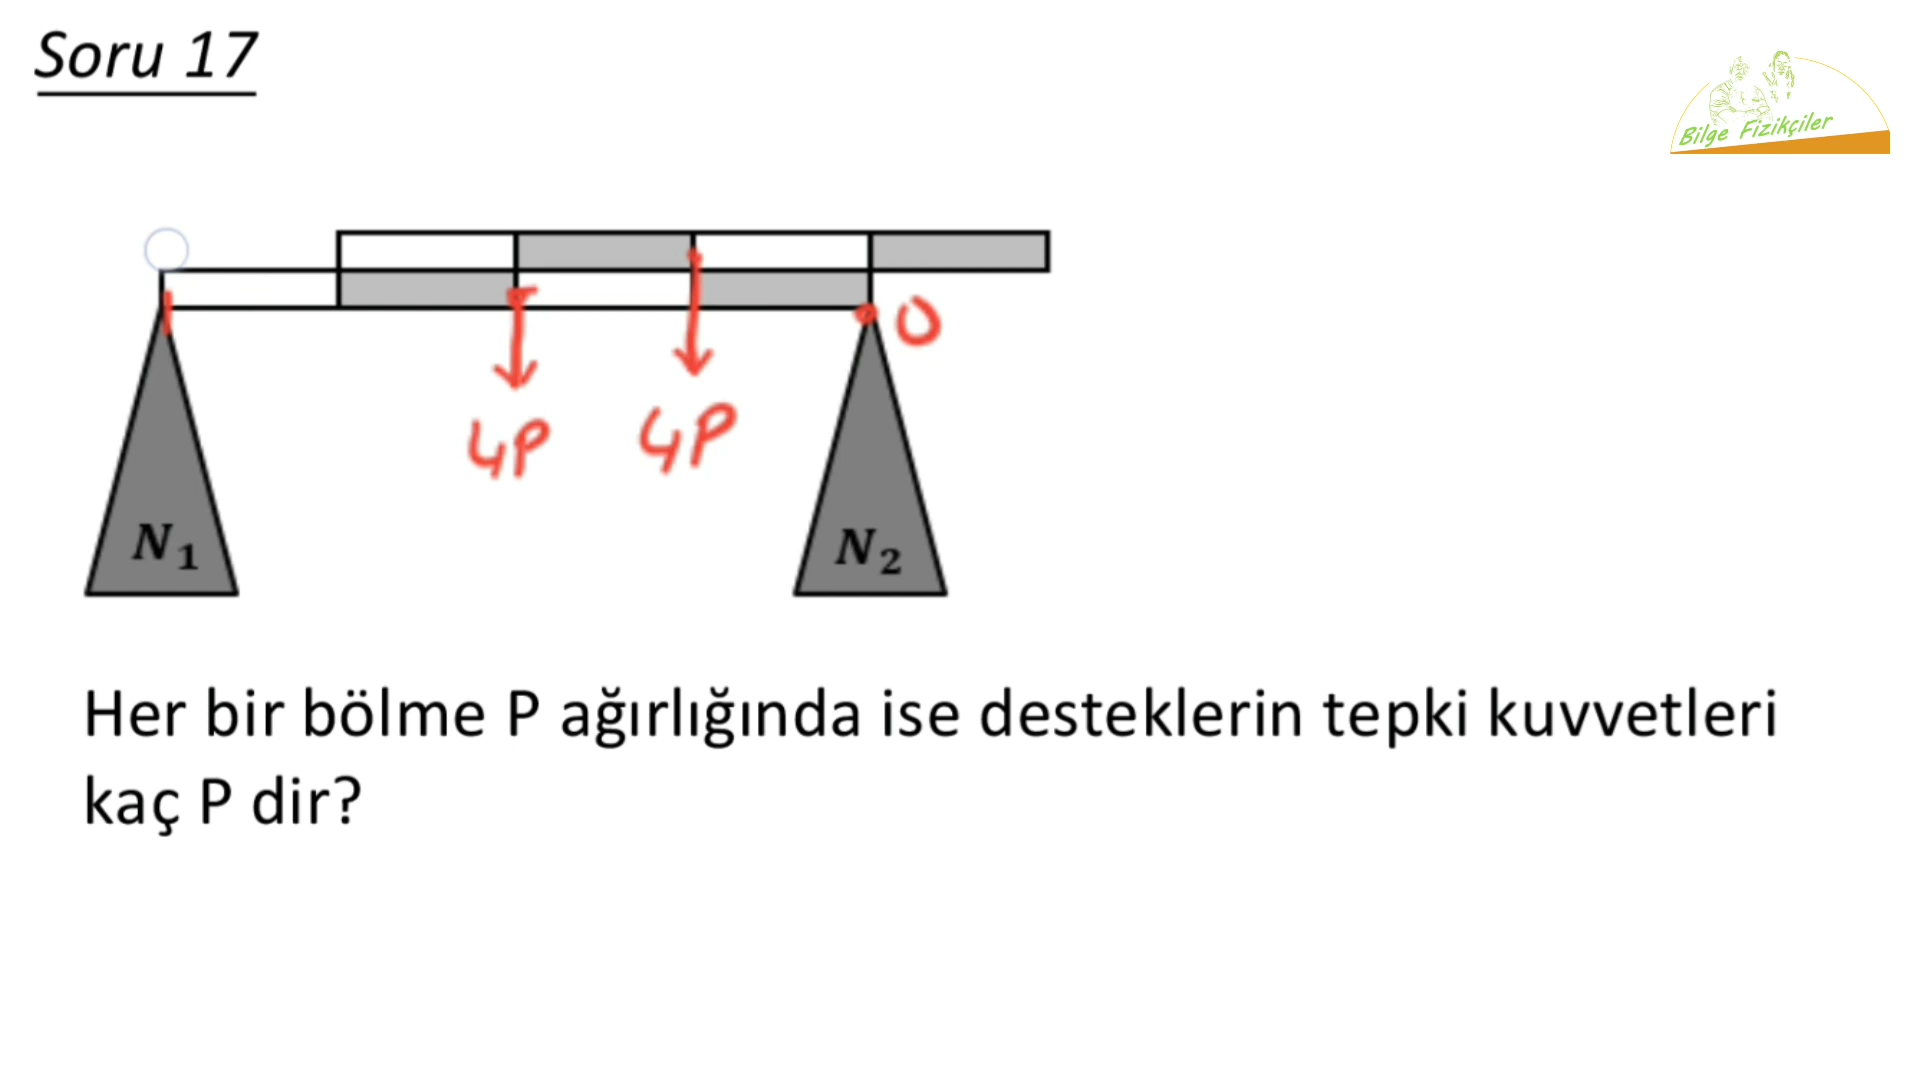 Soru 17
Bilge Fizikçiler
O
4P 4P
N1 N2
Her bir bölme P ağırlığında ise desteklerin tepki kuvvetleri
kaç P dir?